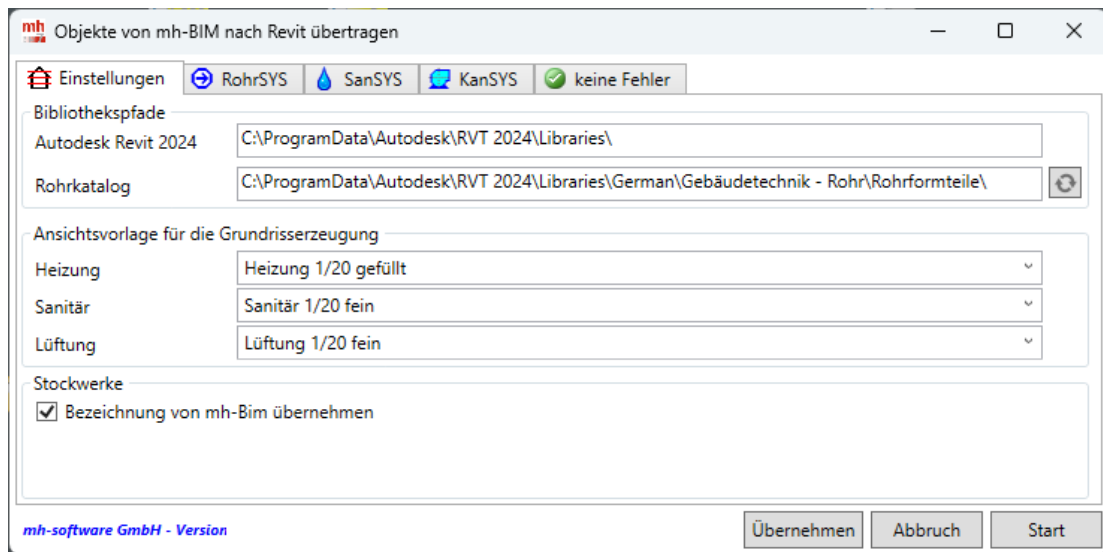 mh Objekte von mh-BIM nach Revit übertragen
Einstellungen RohrSYS SanSYS KanSYS keine Fehler
Bibliothekspfade
Autodesk Revit 2024 C:\ProgramData\Autodesk\RVT 2024\Libraries\
Rohrkatalog C:\ProgramData\Autodesk\RVT 2024\Libraries\German\Gebäudetechnik - Rohr\Rohrformteile\
Ansichtsvorlage für die Grundrisserzeugung
Heizung Heizung 1/20 gefüllt
Sanitär Sanitär 1/20 fein
Lüftung Lüftung 1/20 fein
Stockwerke
Bezeichnung von mh-Bim übernehmen
mh-software GmbH - Version Übernehmen Abbruch Start